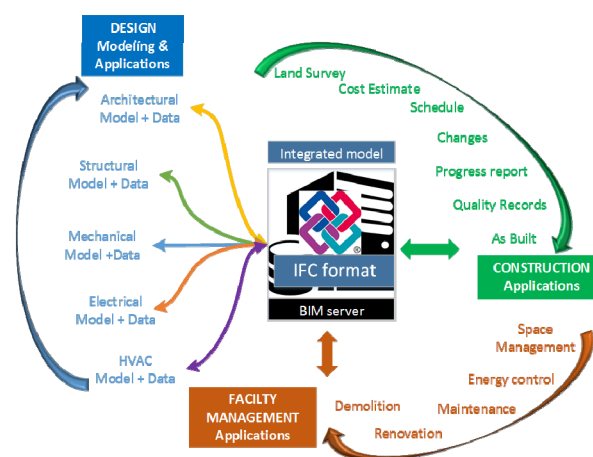 DESIGN
Modeling &
Applications
Architectural
Model + Data
Structural
Model + Data
Mechanical
Model +Data
Electrical
Model + Data
HVAC
Model + Data
Integrated model
®
IFC format
BIM server
Land Survey
Cost Estimate
Schedule
Changes
Progress report
Quality Records
As Built
CONSTRUCTION
Applications
Space
Management
Energy control
Maintenance
Renovation
Demolition
FACILTY
MANAGEMENT
Applications